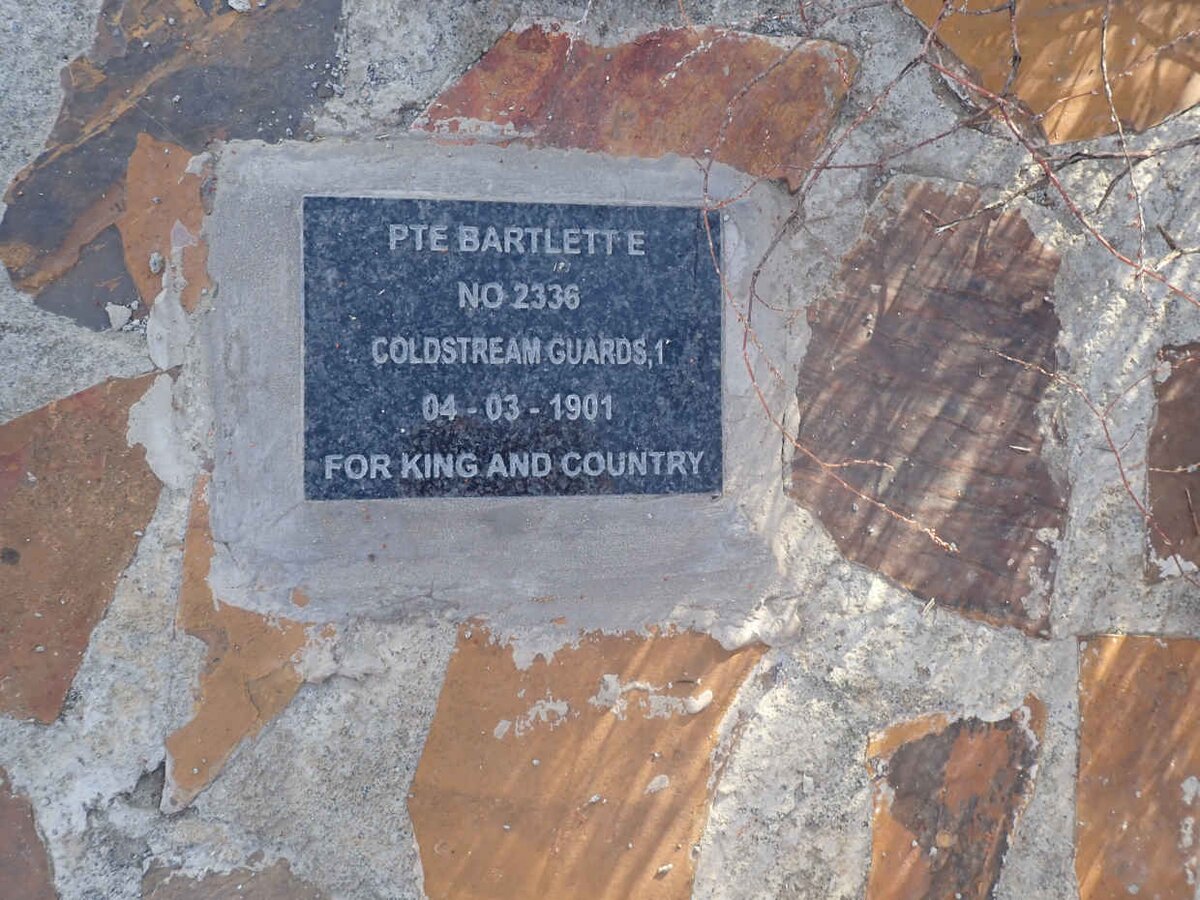 PTE BARTLETT E
NO 2336
COLDSTREAM GUARDS,1
04 - 03 - 1901
FOR KING AND COUNTRY